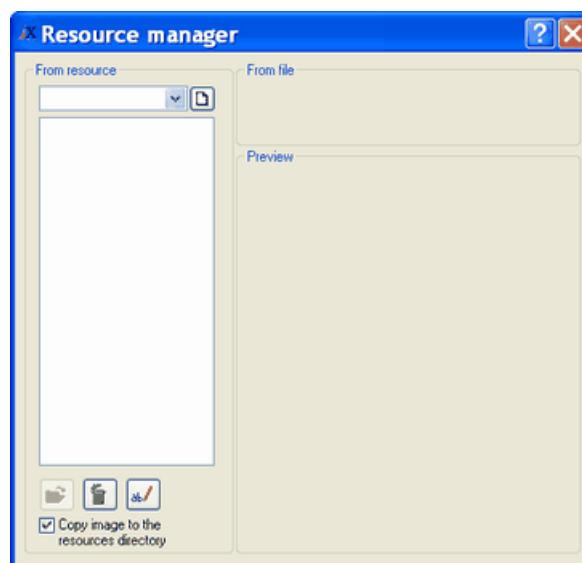 Resource manager
From resource
From file
Preview
Copy image to the
resources directory